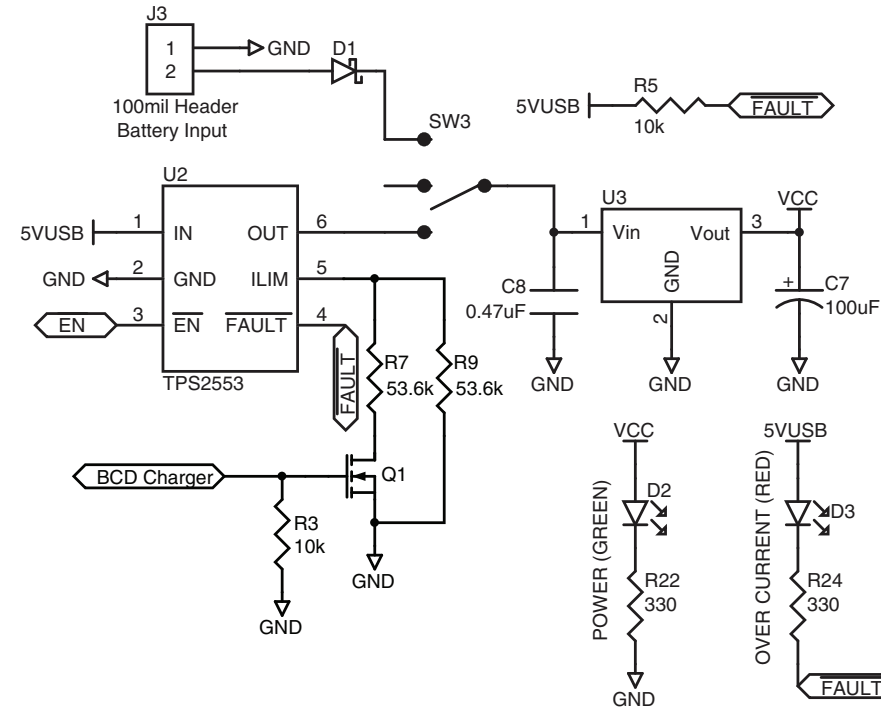 J3
1
2
GND
D1
100mil Header
Battery Input
SW3
R5
5VUSB
10k
FAULT
U2
5VUSB
1
IN
OUT
6
GND
2
GND
ILIM
5
EN
3
EN
FAULT
4
TPS2553
FAULT
R7
53.6k
R9
53.6k
BCD Charger
Q1
R3
10k
GND
GND
U3
1
Vin
Vout
3
GND
2
VCC
C8
0.47uF
+
C7
100uF
GND
GND
GND
VCC
D2
POWER (GREEN)
R22
330
GND
5VUSB
D3
OVER CURRENT (RED)
R24
330
FAULT